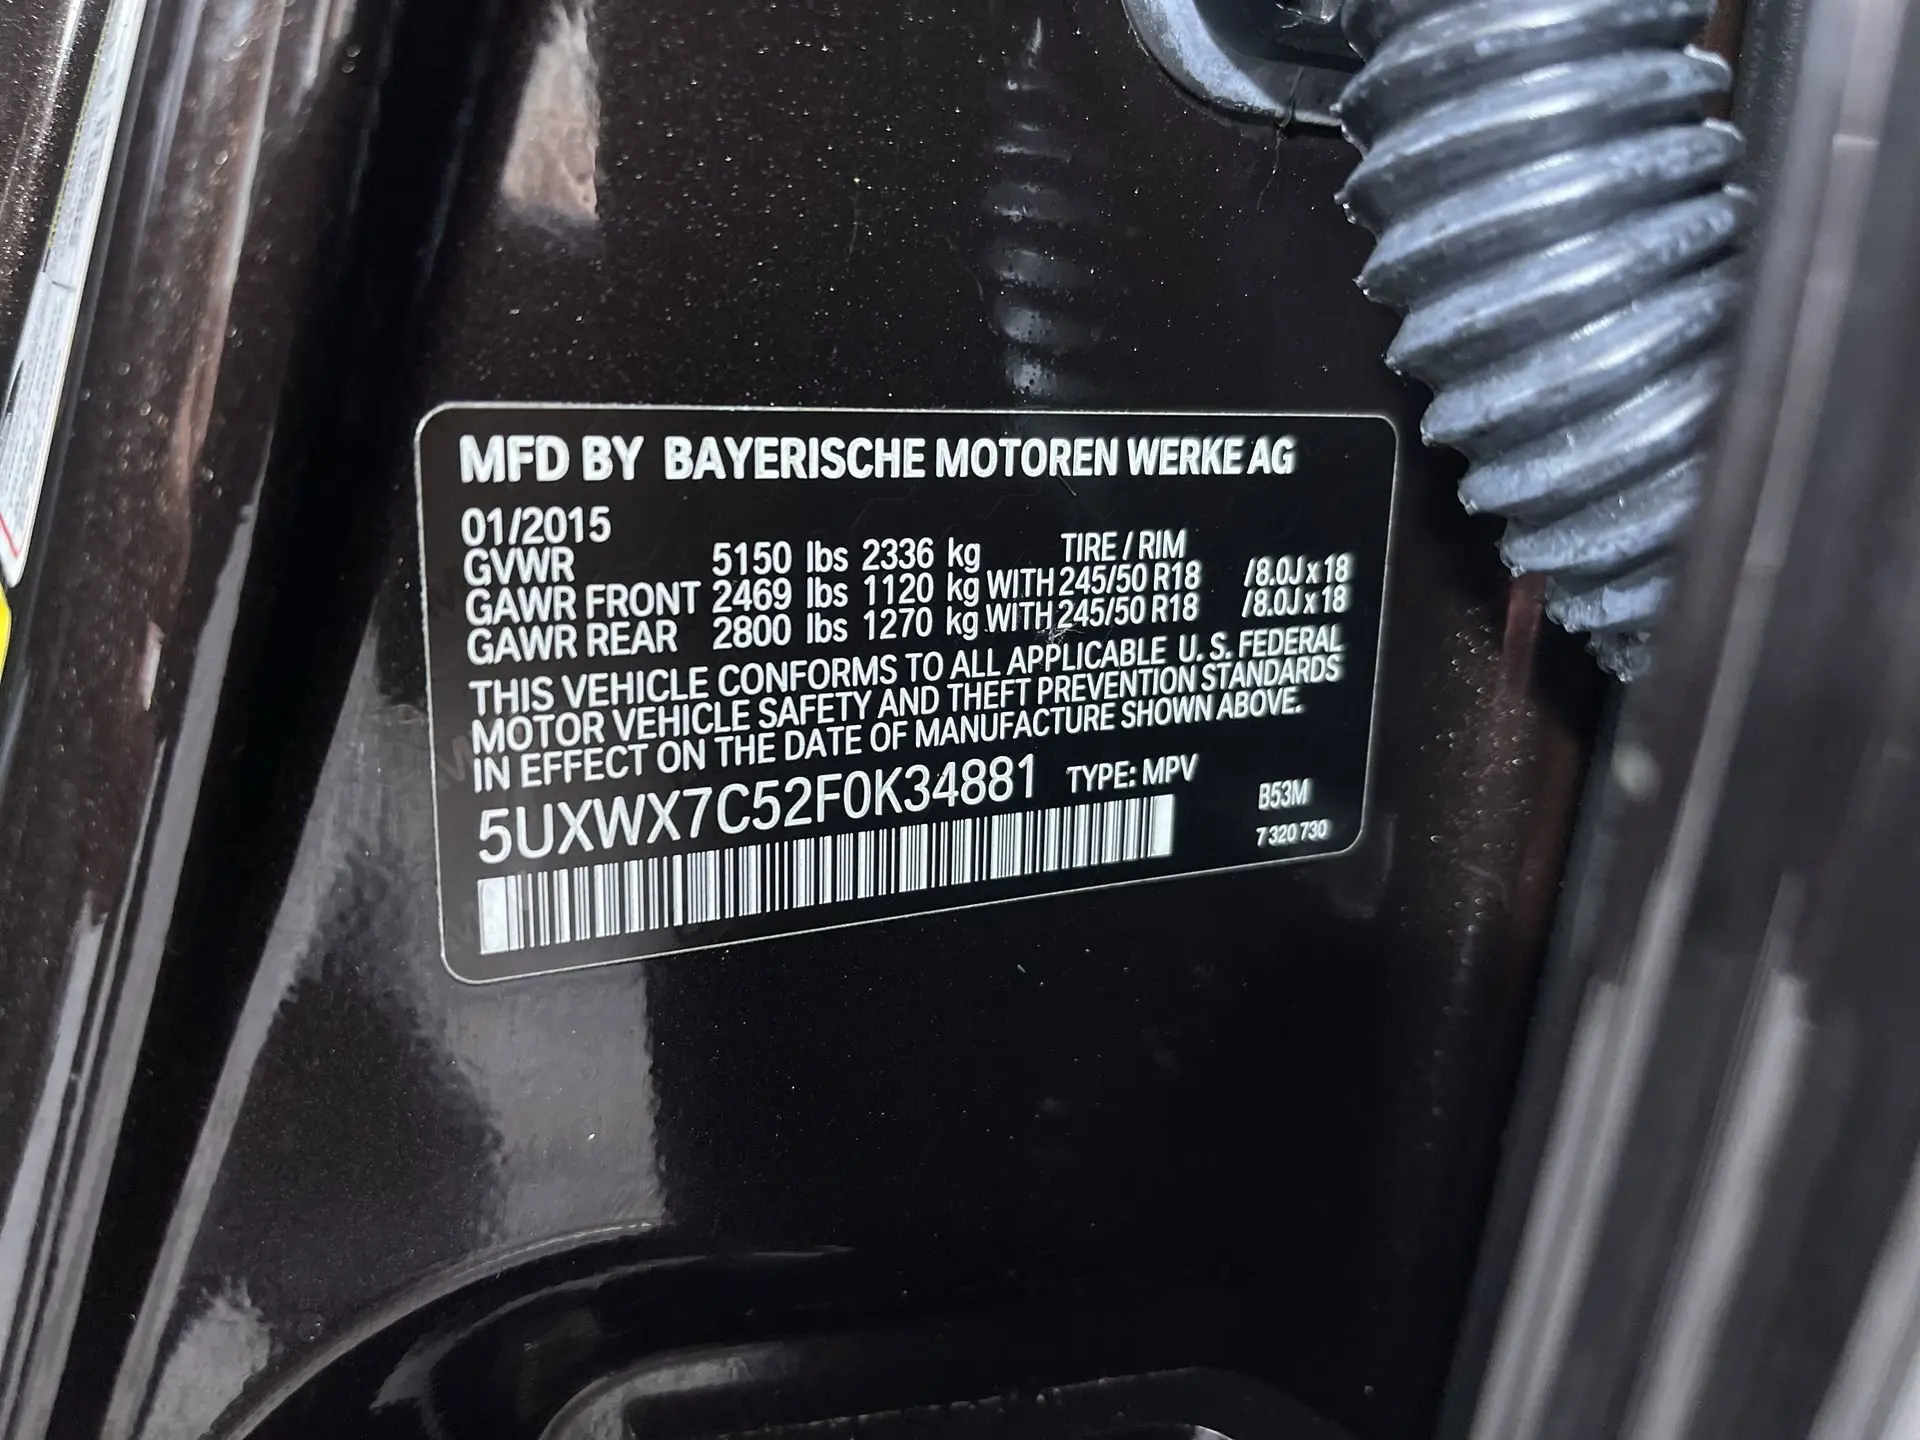 MFD BY BAYERISCHE MOTOREN WERKE AG
01/2015
GVWR 5150 lbs 2336 kg TIRE / RIM
GAWR FRONT 2469 lbs 1120 kg WITH 245/50 R18 /8.0J x 18
GAWR REAR 2800 lbs 1270 kg WITH 245/50 R18 /8.0J x 18
THIS VEHICLE CONFORMS TO ALL APPLICABLE U. S. FEDERAL
MOTOR VEHICLE SAFETY AND THEFT PREVENTION STANDARDS
IN EFFECT ON THE DATE OF MANUFACTURE SHOWN ABOVE.
5UXWX7C52F0K34881 TYPE: MPV
B53M
7 320 730